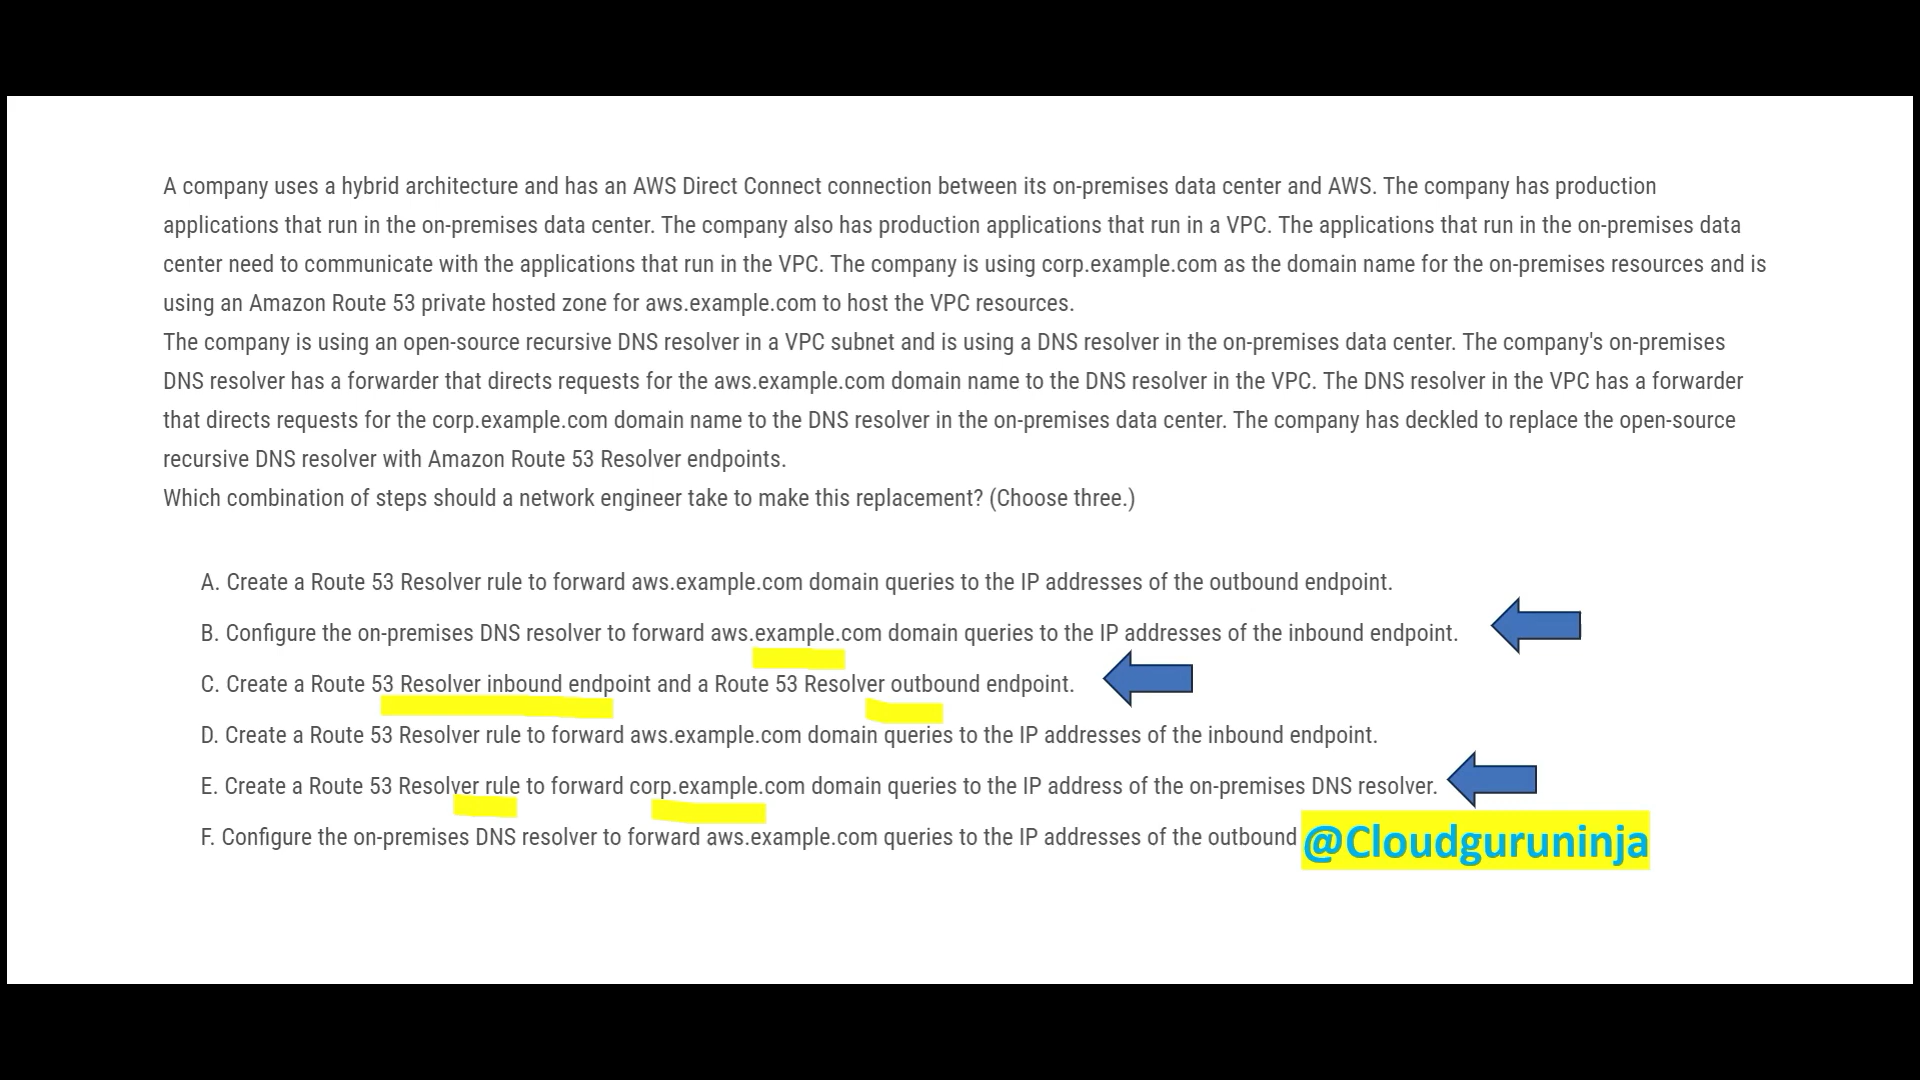 A company uses a hybrid architecture and has an AWS Direct Connect connection between its on-premises data center and AWS. The company has production
applications that run in the on-premises data center. The company also has production applications that run in a VPC. The applications that run in the on-premises data
center need to communicate with the applications that run in the VPC. The company is using corp.example.com as the domain name for the on-premises resources and is
using an Amazon Route 53 private hosted zone for aws.example.com to host the VPC resources.
The company is using an open-source recursive DNS resolver in a VPC subnet and is using a DNS resolver in the on-premises data center. The company's on-premises
DNS resolver has a forwarder that directs requests for the aws.example.com domain name to the DNS resolver in the VPC. The DNS resolver in the VPC has a forwarder
that directs requests for the corp.example.com domain name to the DNS resolver in the on-premises data center. The company has deckled to replace the open-source
recursive DNS resolver with Amazon Route 53 Resolver endpoints.
Which combination of steps should a network engineer take to make this replacement? (Choose three.)
A. Create a Route 53 Resolver rule to forward aws.example.com domain queries to the IP addresses of the outbound endpoint.
B. Configure the on-premises DNS resolver to forward aws.example.com domain queries to the IP addresses of the inbound endpoint.
C. Create a Route 53 Resolver inbound endpoint and a Route 53 Resolver outbound endpoint.
D. Create a Route 53 Resolver rule to forward aws.example.com domain queries to the IP addresses of the inbound endpoint.
E. Create a Route 53 Resolver rule to forward corp.example.com domain queries to the IP address of the on-premises DNS resolver.
F. Configure the on-premises DNS resolver to forward aws.example.com queries to the IP addresses of the outbound @Cloudguruninja